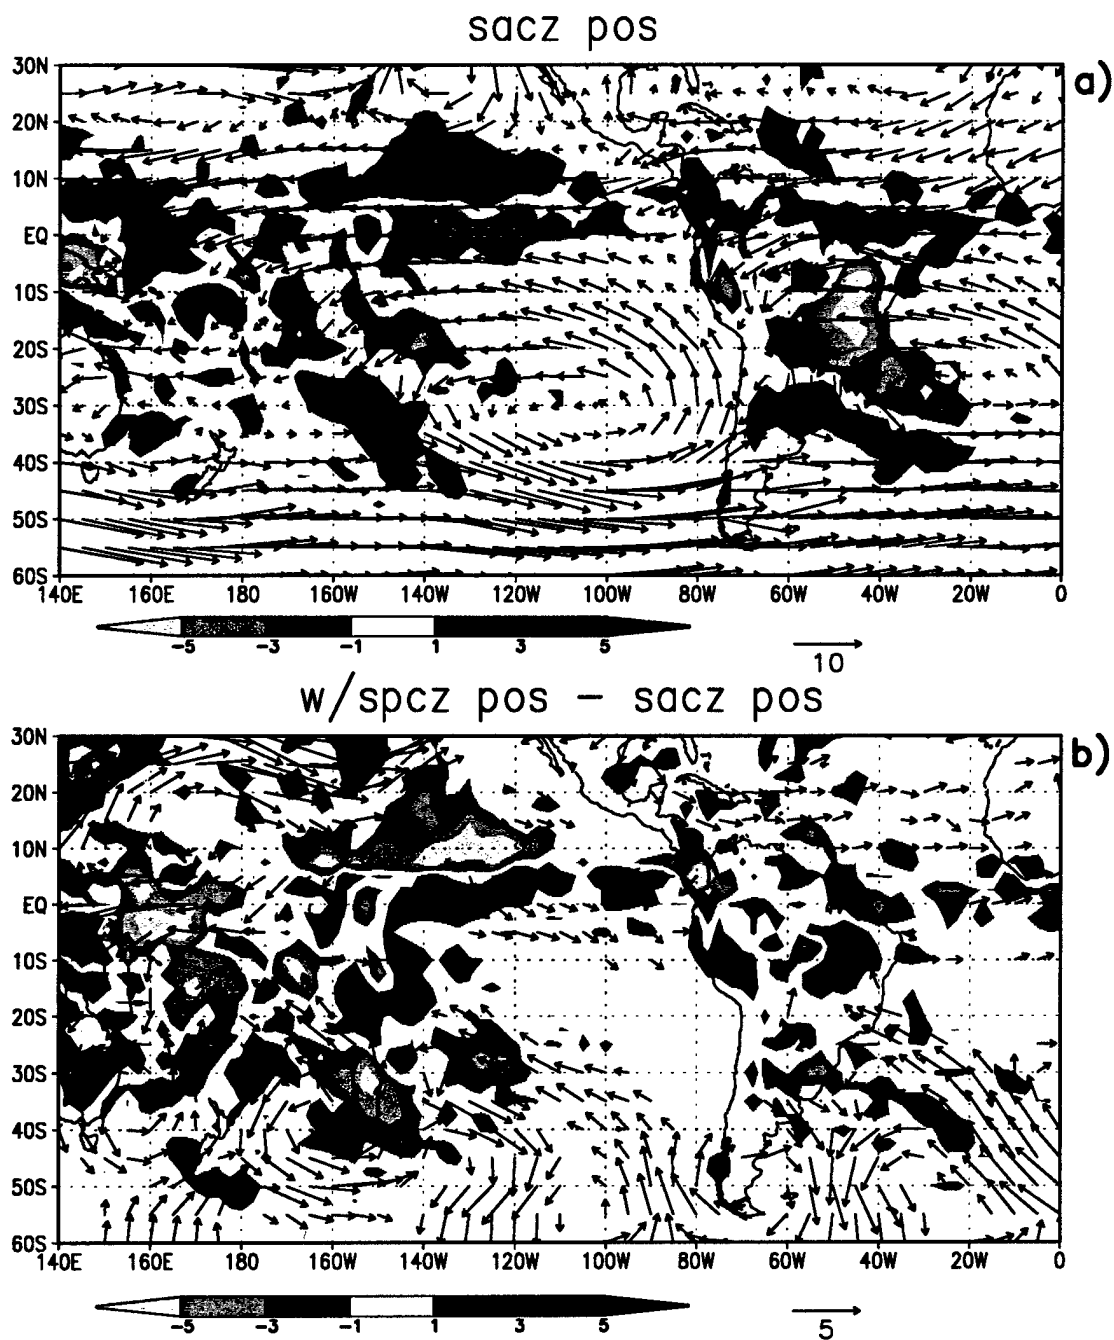 sacz pos
a)
30N
20N
10N
EQ
10S
20S
30S
40S
50S
60S
140E 160E 180 160W 140W 120W 100W 80W 60W 40W 20W 0
-5 -3 -1 1 3 5
10
w/spcz pos - sacz pos
b)
30N
20N
10N
EQ
10S
20S
30S
40S
50S
60S
140E 160E 180 160W 140W 120W 100W 80W 60W 40W 20W 0
-5 -3 -1 1 3 5
5